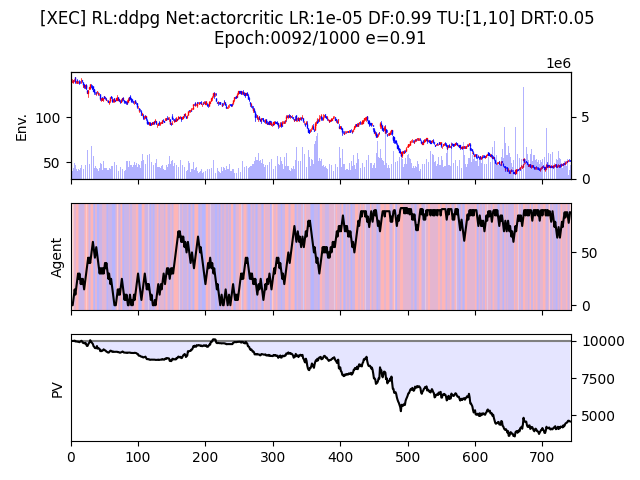 [XEC] RL:ddpg Net:actorcritic LR:1e-05 DF:0.99 TU:[1,10] DRT:0.05
Epoch:0092/1000 e=0.91
1e6
Env.
100
50
5
0
Agent
50
0
PV
10000
7500
5000
0 100 200 300 400 500 600 700